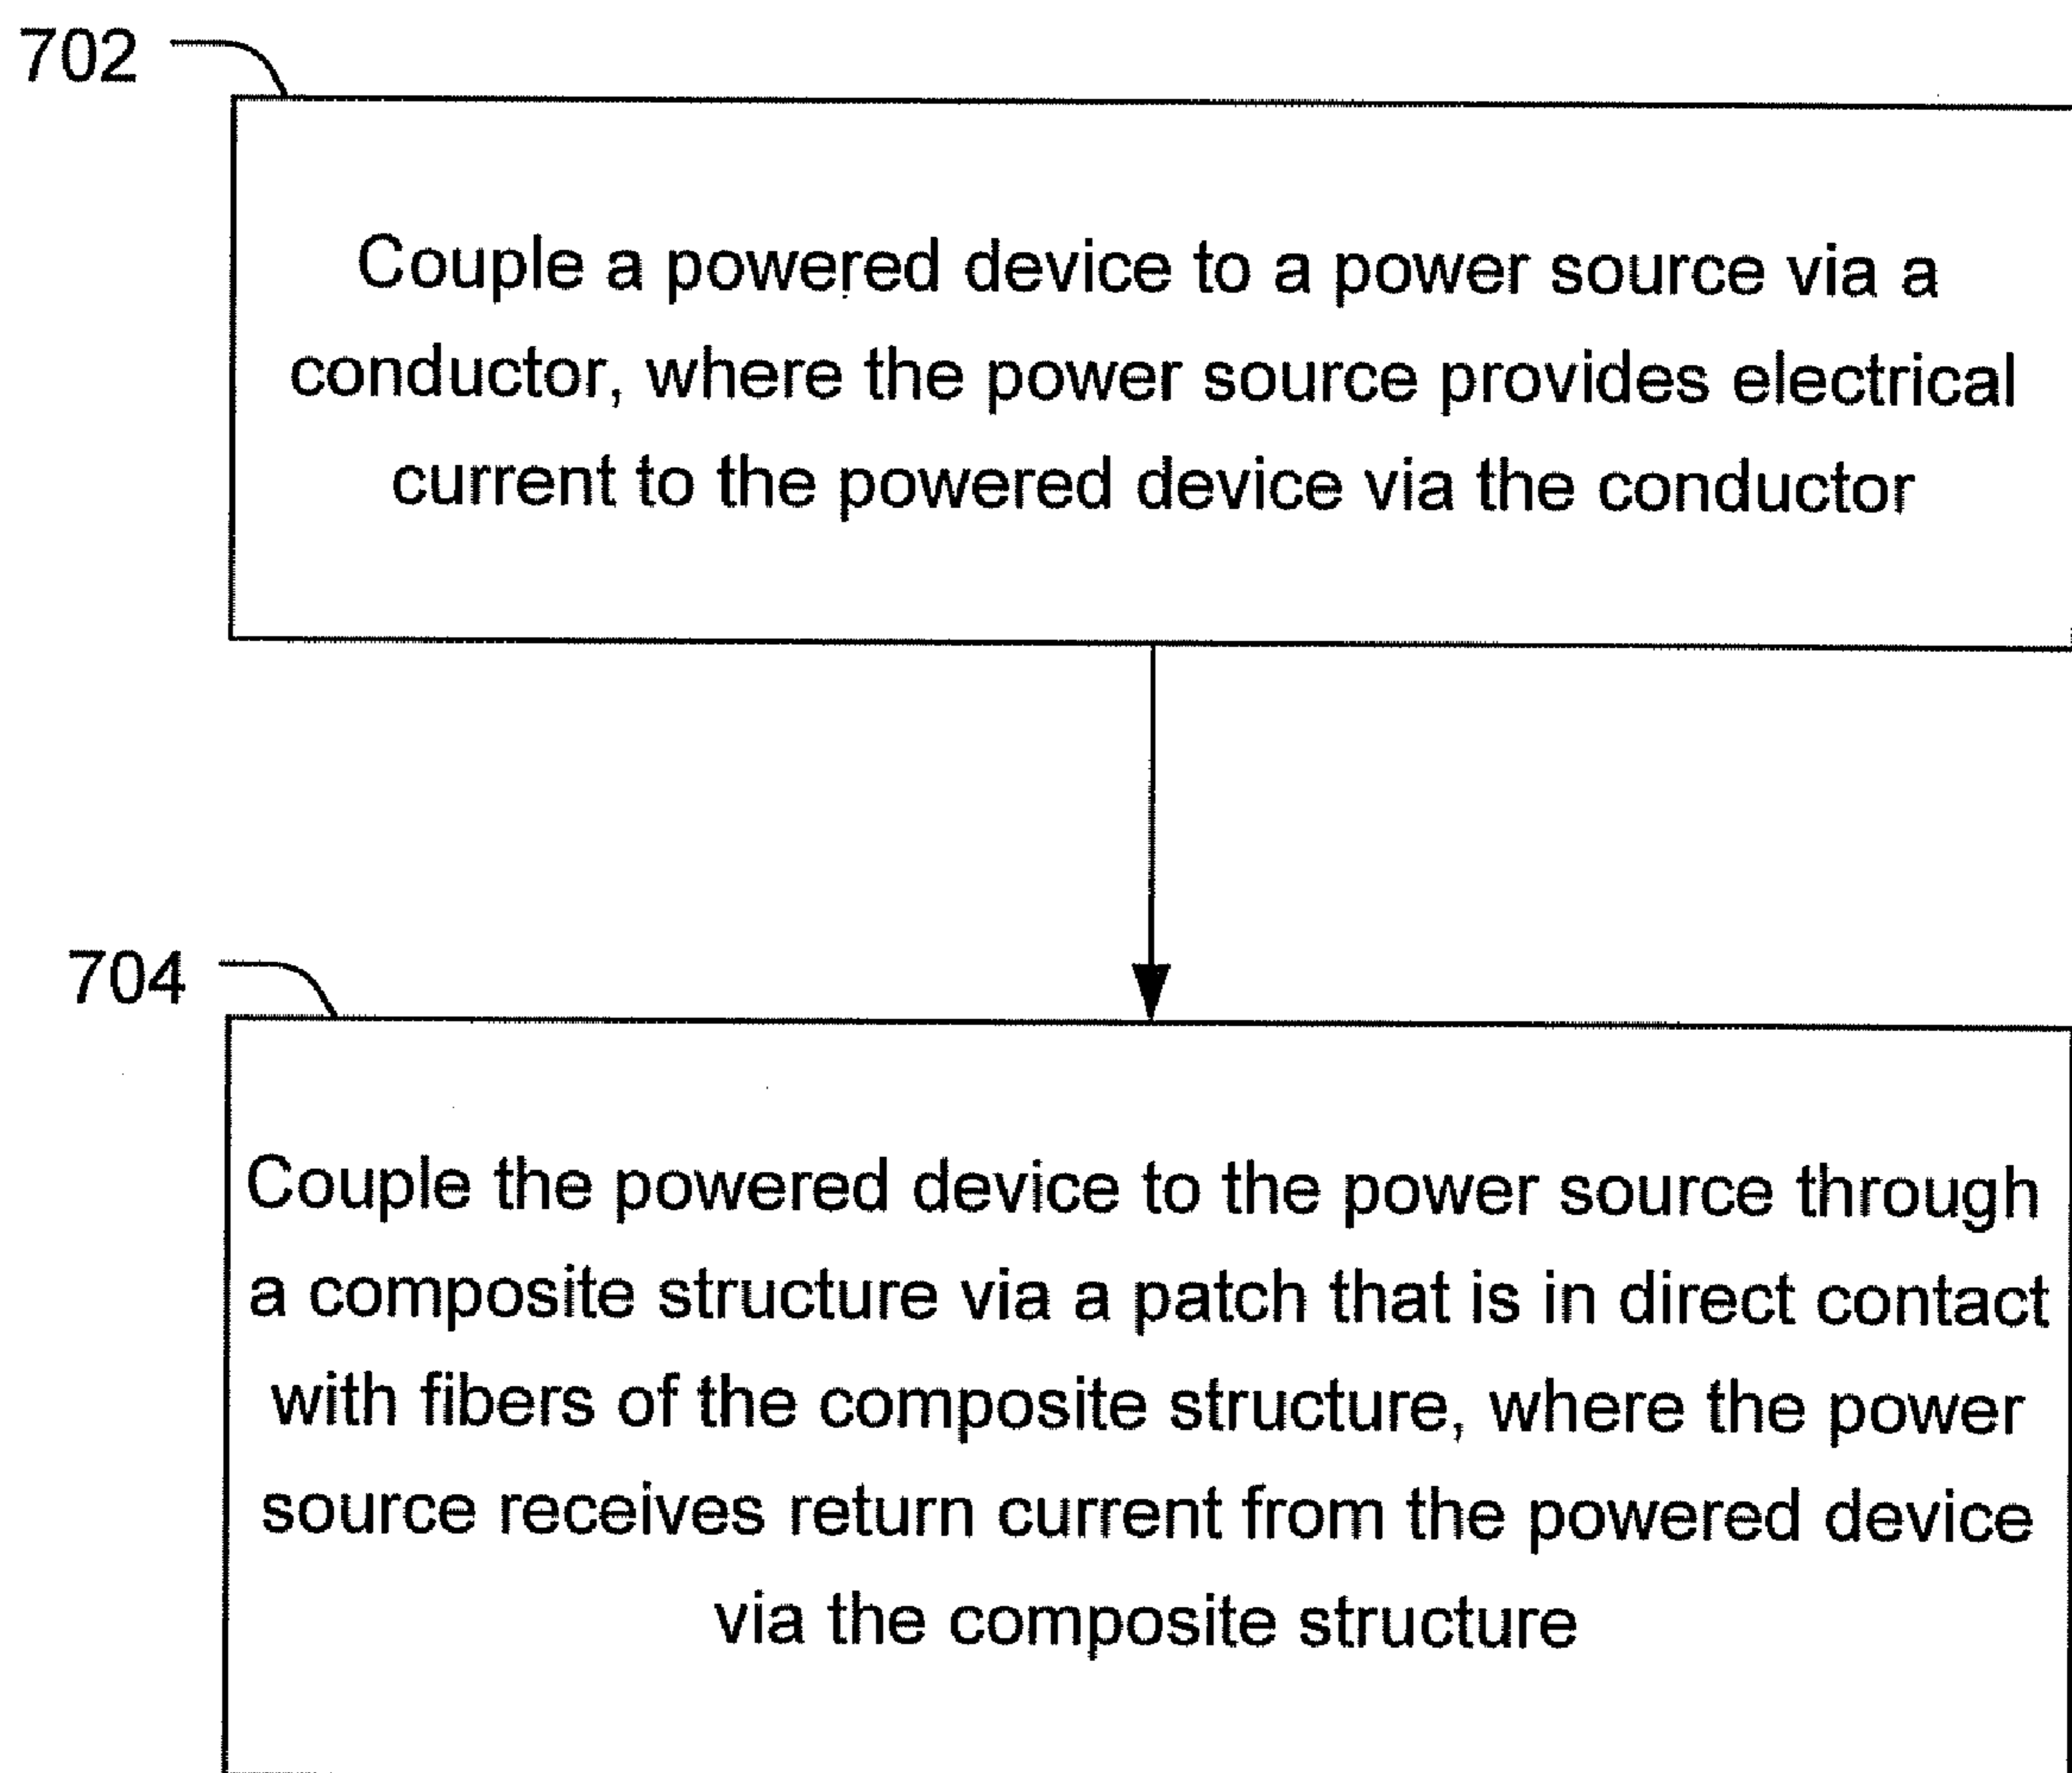 702
Couple a powered device to a power source via a
conductor, where the power source provides electrical
current to the powered device via the conductor
704
Couple the powered device to the power source through
a composite structure via a patch that is in direct contact
with fibers of the composite structure, where the power
source receives return current from the powered device
via the composite structure